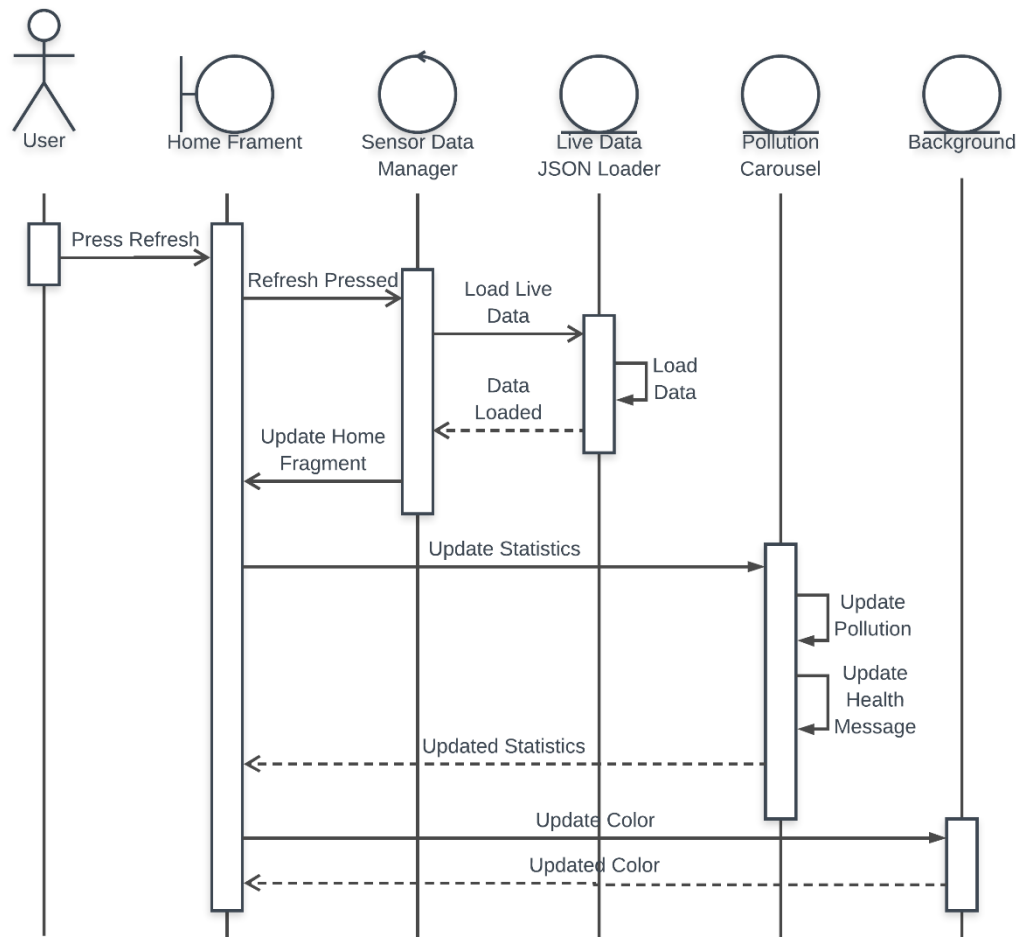 User
Home Frament
Sensor Data
Manager
Live Data
JSON Loader
Pollution
Carousel
Background
Press Refresh
Refresh Pressed
Load Live
Data
Load
Data
Data
Loaded
Update Home
Fragment
Update Statistics
Update
Pollution
Update
Health
Message
Updated Statistics
Update Color
Updated Color